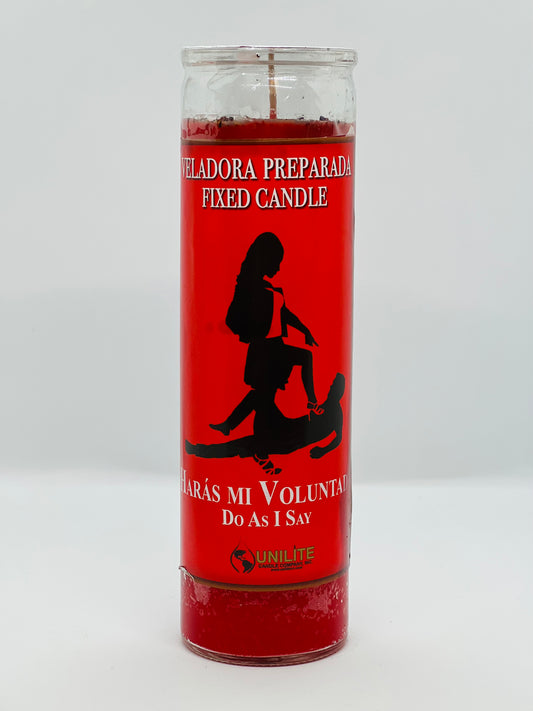 VELADORA PREPARADA
FIXED CANDLE
HARÁS MI VOLUNTAD
DO AS I SAY
UNILITE
CANDLE COMPANY INC.